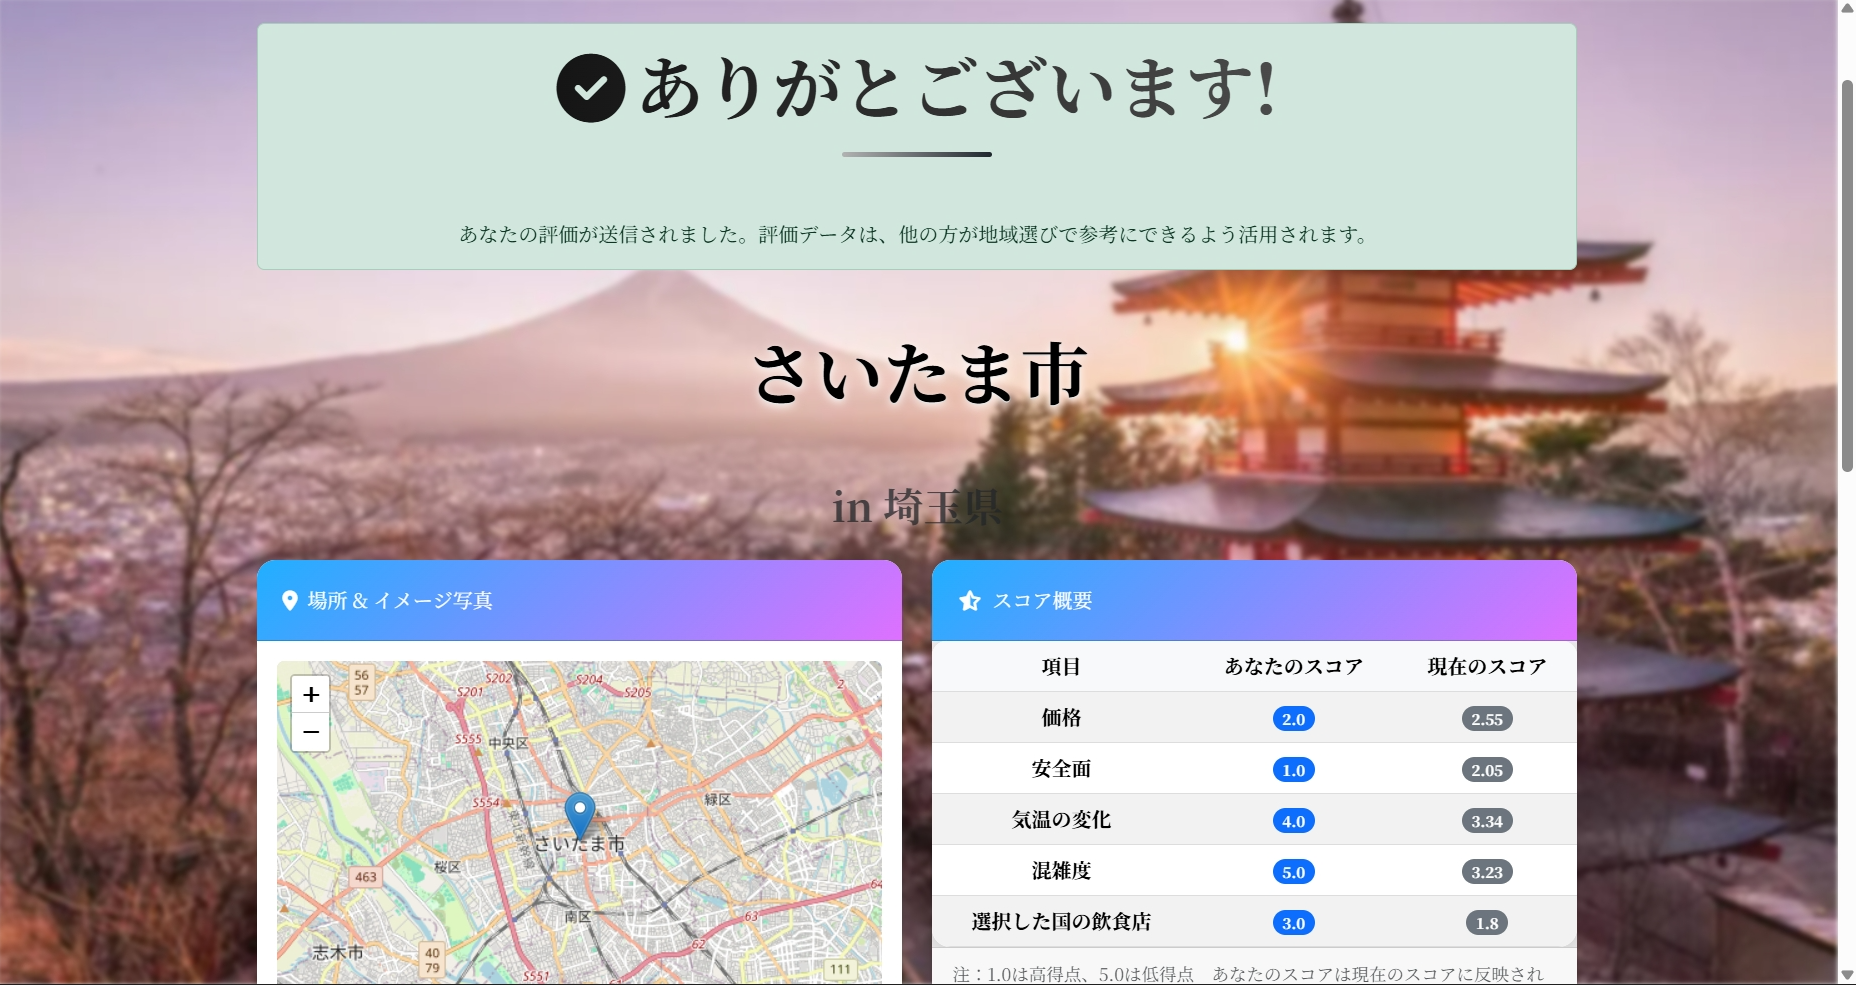 ありがとございます!
あなたの評価が送信されました。評価データは、他の方が地域選びで参考にできるよう活用されます。
さいたま市
in 埼玉県
場所 & イメージ写真
+
−
56
57
S202
S201
S204
S205
2
S555
中央区
S554
緑区
さいたま市
桜区
463
64
南区
63
志木市
40
79
62
111
S551
スコア概要
項目 あなたのスコア 現在のスコア
価格 2.0 2.55
安全面 1.0 2.05
気温の変化 4.0 3.34
混雑度 5.0 3.23
選択した国の飲食店 3.0 1.8
注：1.0は高得点、5.0は低得点　あなたのスコアは現在のスコアに反映され